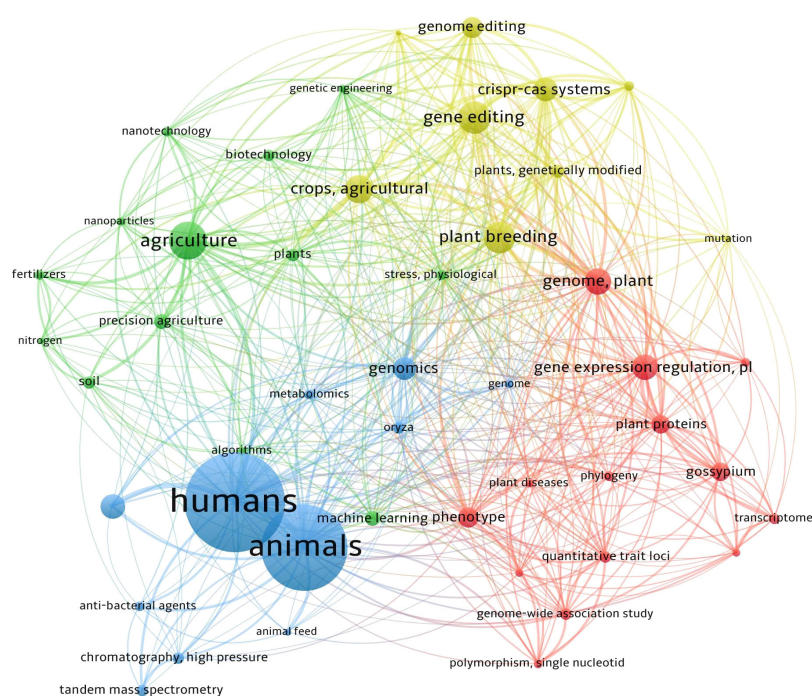 genome editing
genetic engineering
crispr-cas systems
gene editing
nanotechnology
biotechnology
plants, genetically modified
crops, agricultural
nanoparticles
agriculture
plant breeding
mutation
plants
stress, physiological
fertilizers
genome, plant
precision agriculture
nitrogen
genomics
gene expression regulation, pl
soil
metabolomics
genome
oryza
plant proteins
algorithms
gossypium
plant diseases
phylogeny
humans
machine learning
phenotype
transcriptome
animals
quantitative trait loci
anti-bacterial agents
genome-wide association study
animal feed
chromatography, high pressure
polymorphism, single nucleotid
tandem mass spectrometry